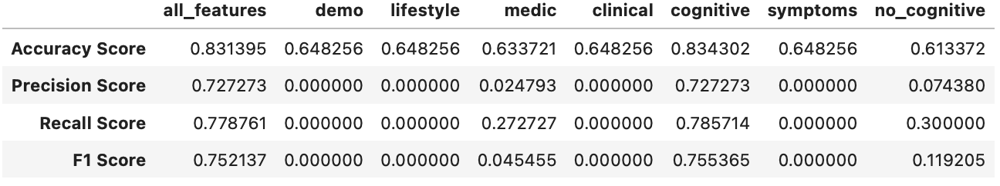 all_features demo lifestyle medic clinical cognitive symptoms no_cognitive
Accuracy Score 0.831395 0.648256 0.648256 0.633721 0.648256 0.834302 0.648256 0.613372
Precision Score 0.727273 0.000000 0.000000 0.024793 0.000000 0.727273 0.000000 0.074380
Recall Score 0.778761 0.000000 0.000000 0.272727 0.000000 0.785714 0.000000 0.300000
F1 Score 0.752137 0.000000 0.000000 0.045455 0.000000 0.755365 0.000000 0.119205